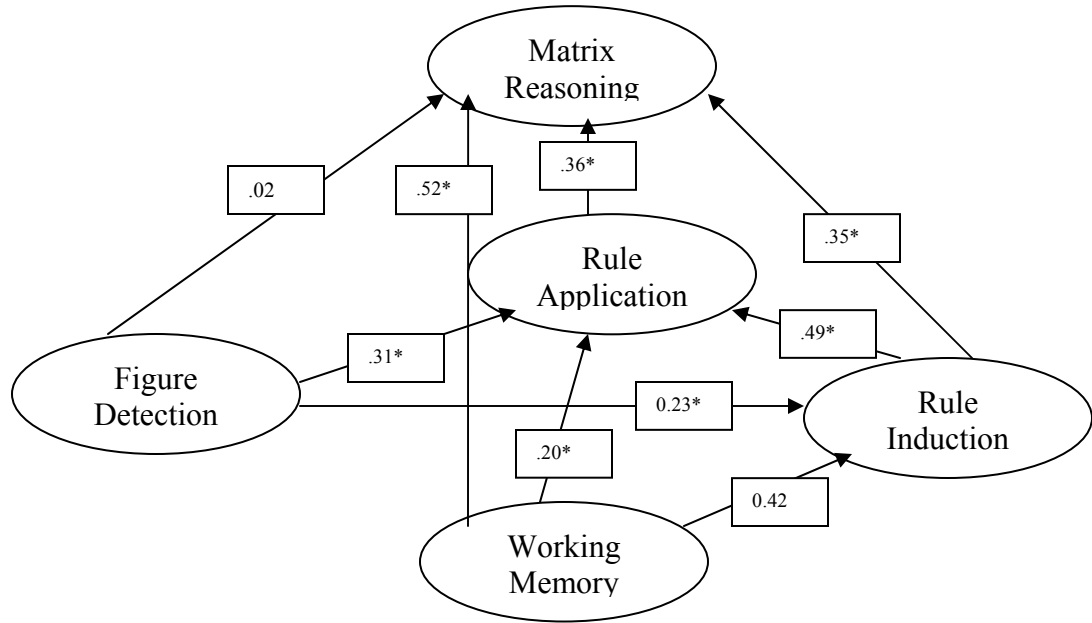 Matrix
Reasoning
.02
.52*
.36*
.35*
Rule
Application
.31*
.49*
Figure
Detection
0.23*
Rule
Induction
.20*
0.42
Working
Memory